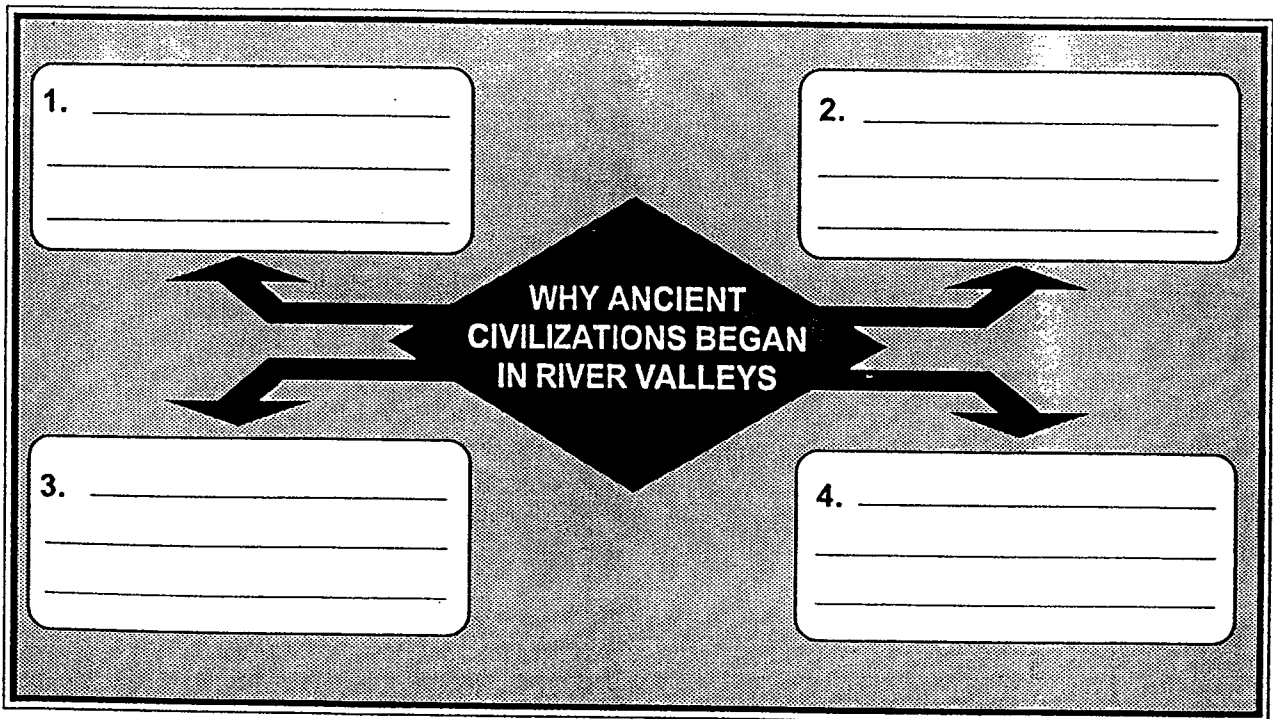 1.
2.
WHY ANCIENT
CIVILIZATIONS BEGAN
IN RIVER VALLEYS
3.
4.